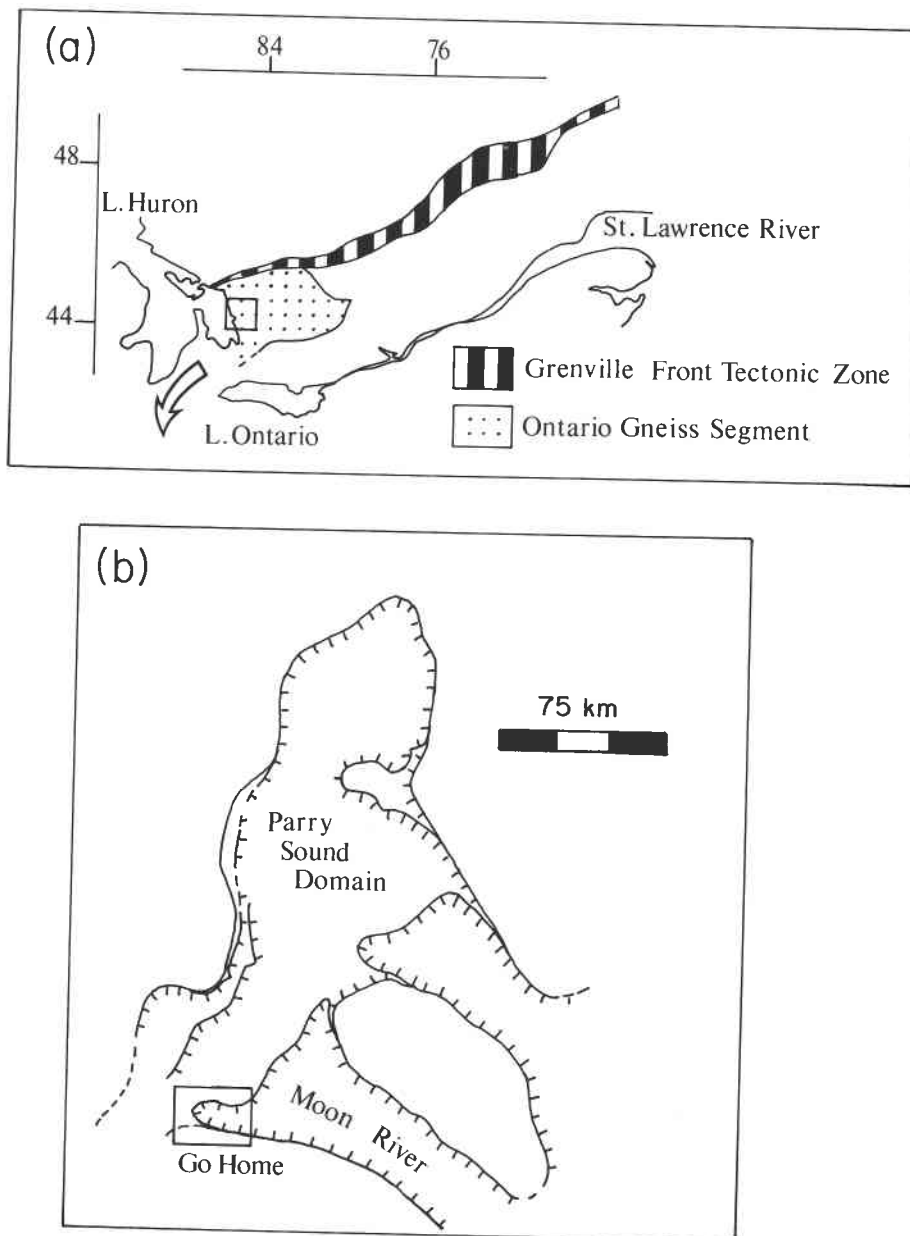 (a)
84
76
48
L. Huron
St. Lawrence River
44
Grenville Front Tectonic Zone
L. Ontario
Ontario Gneiss Segment
(b)
75 km
Parry
Sound
Domain
Moon River
Go Home